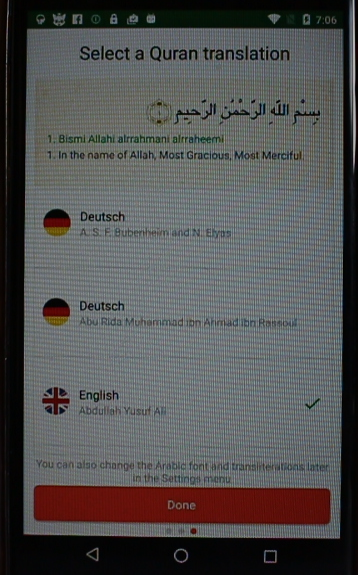 7:06
Select a Quran translation
بِسْمِ اللَّهِ الرَّحْمَٰنِ الرَّحِيمِ
1. Bismi Allahi alrrahmani alrraheemi
1. In the name of Allah, Most Gracious, Most Merciful.
Deutsch
A. S. F. Bubenheim and N. Elyas
Deutsch
Abu Rida Muhammad ibn Ahmad ibn Rassoul
English
Abdullah Yusuf Ali
You can also change the Arabic font and transliterations later
in the Settings menu
Done